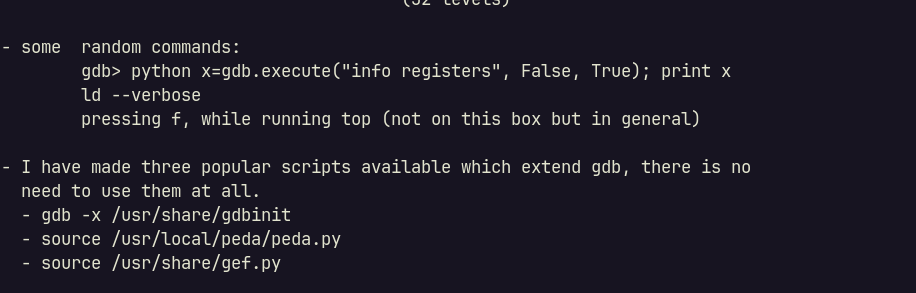 (32 levels)
- some  random commands:
        gdb> python x=gdb.execute("info registers", False, True); print x
        ld --verbose
        pressing f, while running top (not on this box but in general)
- I have made three popular scripts available which extend gdb, there is no
  need to use them at all.
  - gdb -x /usr/share/gdbinit
  - source /usr/local/peda/peda.py
  - source /usr/share/gef.py